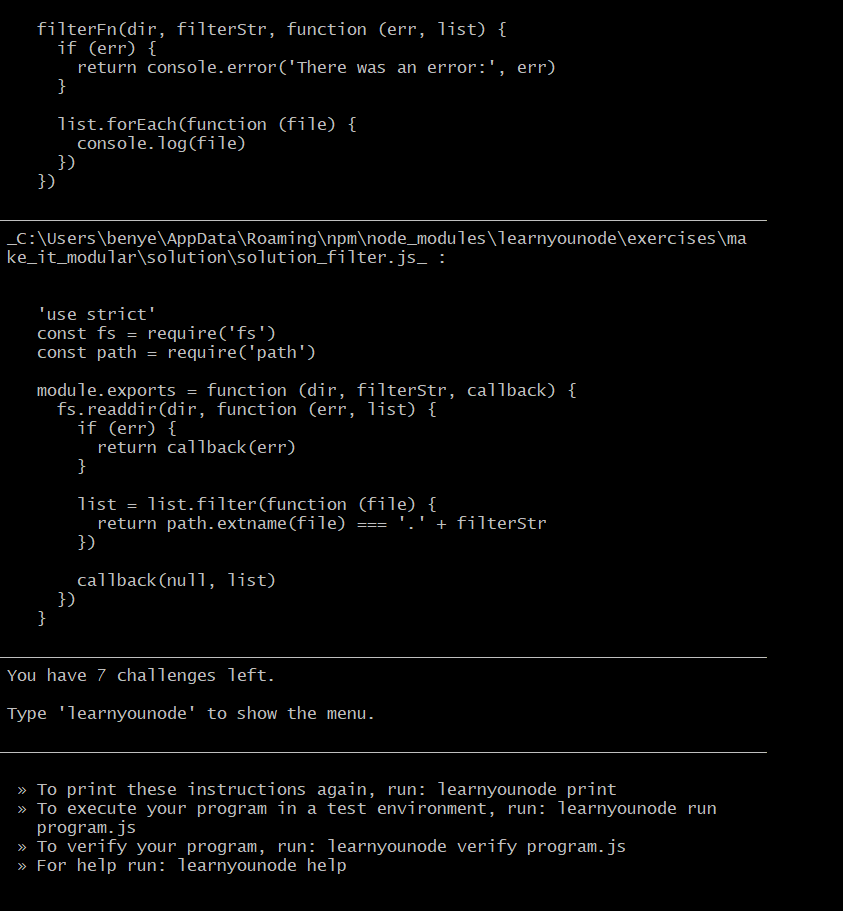 filterFn(dir, filterStr, function (err, list) {
if (err) {
return console.error('There was an error:', err)
}
list.forEach(function (file) {
console.log(file)
})
})
_C:\Users\benye\AppData\Roaming\npm\node_modules\learnyounode\exercises\ma
ke_it_modular\solution\solution_filter.js_ :
'use strict'
const fs = require('fs')
const path = require('path')
module.exports = function (dir, filterStr, callback) {
fs.readdir(dir, function (err, list) {
if (err) {
return callback(err)
}
list = list.filter(function (file) {
return path.extname(file) === '.' + filterStr
})
callback(null, list)
})
}
You have 7 challenges left.
Type 'learnyounode' to show the menu.
» To print these instructions again, run: learnyounode print
» To execute your program in a test environment, run: learnyounode run
program.js
» To verify your program, run: learnyounode verify program.js
» For help run: learnyounode help